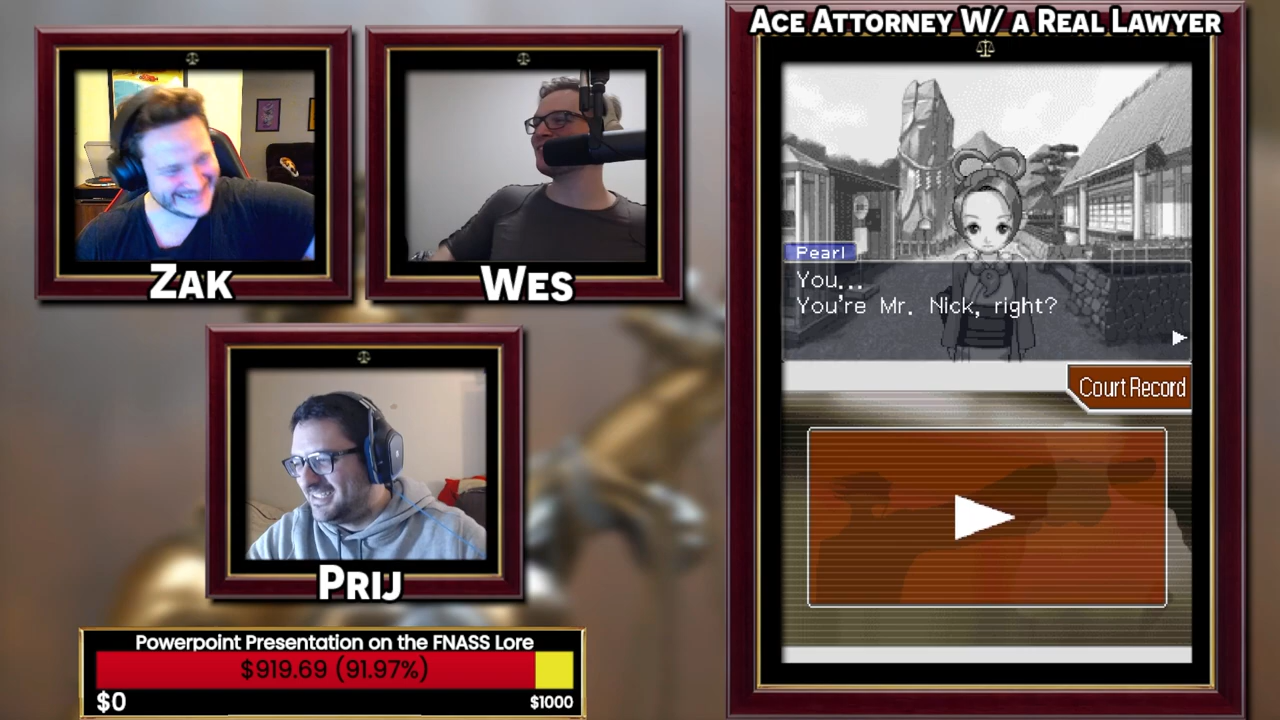 Ace Attorney W/ a Real Lawyer
Zak
Wes
Pearl
You...
You're Mr. Nick, right?
Court Record
Prij
Powerpoint Presentation on the FNASS Lore
$919.69 (91.97%)
$0
$1000